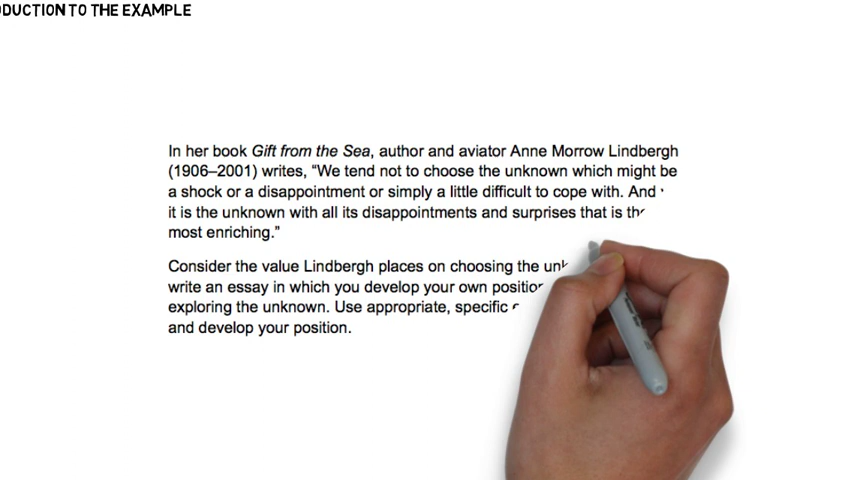 DUCTION TO THE EXAMPLE
In her book Gift from the Sea, author and aviator Anne Morrow Lindbergh
(1906–2001) writes, “We tend not to choose the unknown which might be
a shock or a disappointment or simply a little difficult to cope with. And
it is the unknown with all its disappointments and surprises that is the
most enriching.”
Consider the value Lindbergh places on choosing the
write an essay in which you develop your own
exploring the unknown. Use appropriate, specific
and develop your position.